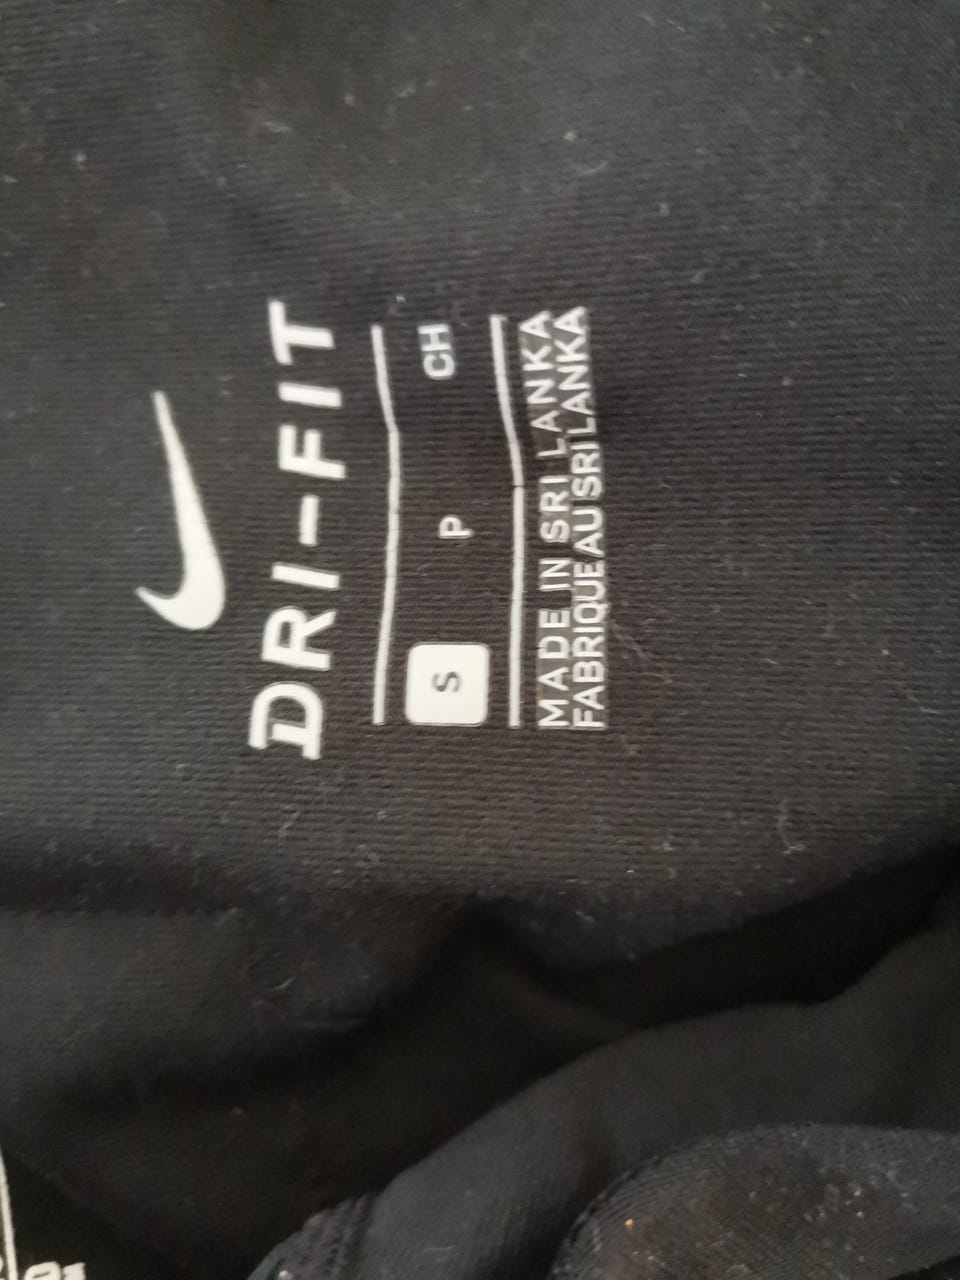 DRI-FIT
S P CH
MADE IN SRI LANKA
FABRIQUE AU SRI LANKA